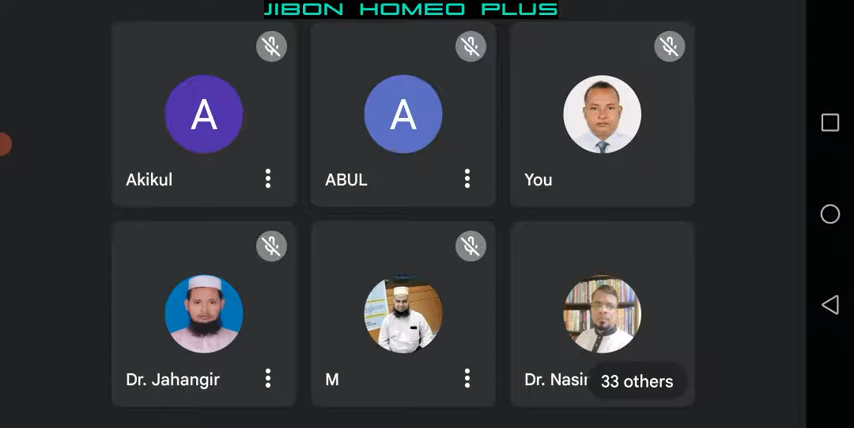 JIBON HOMEO PLUS
A
A
Akikul
ABUL
You
Dr. Jahangir
M
Dr. Nasir
33 others